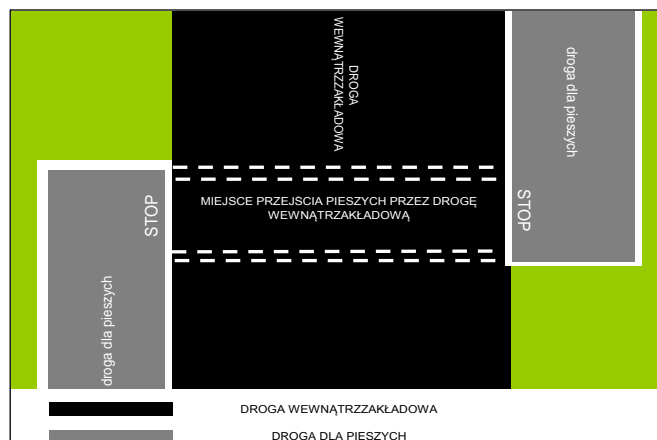 DROGA
WEWNĄTRZZAKŁADOWA
droga dla pieszych
STOP
MIEJSCE PRZEJŚCIA PIESZYCH PRZEZ DROGĘ
WEWNĄTRZAKŁADOWĄ
STOP
droga dla pieszych
DROGA WEWNĄTRZZAKŁADOWA
DROGA DLA PIESZYCH